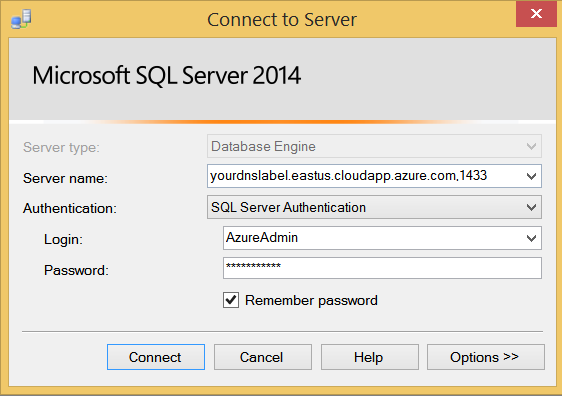 Connect to Server
Microsoft SQL Server 2014
Server type: Database Engine
Server name: yourdnslabel.eastus.cloudapp.azure.com,1433
Authentication: SQL Server Authentication
Login: AzureAdmin
Password: ***********
Remember password
Connect Cancel Help Options >>